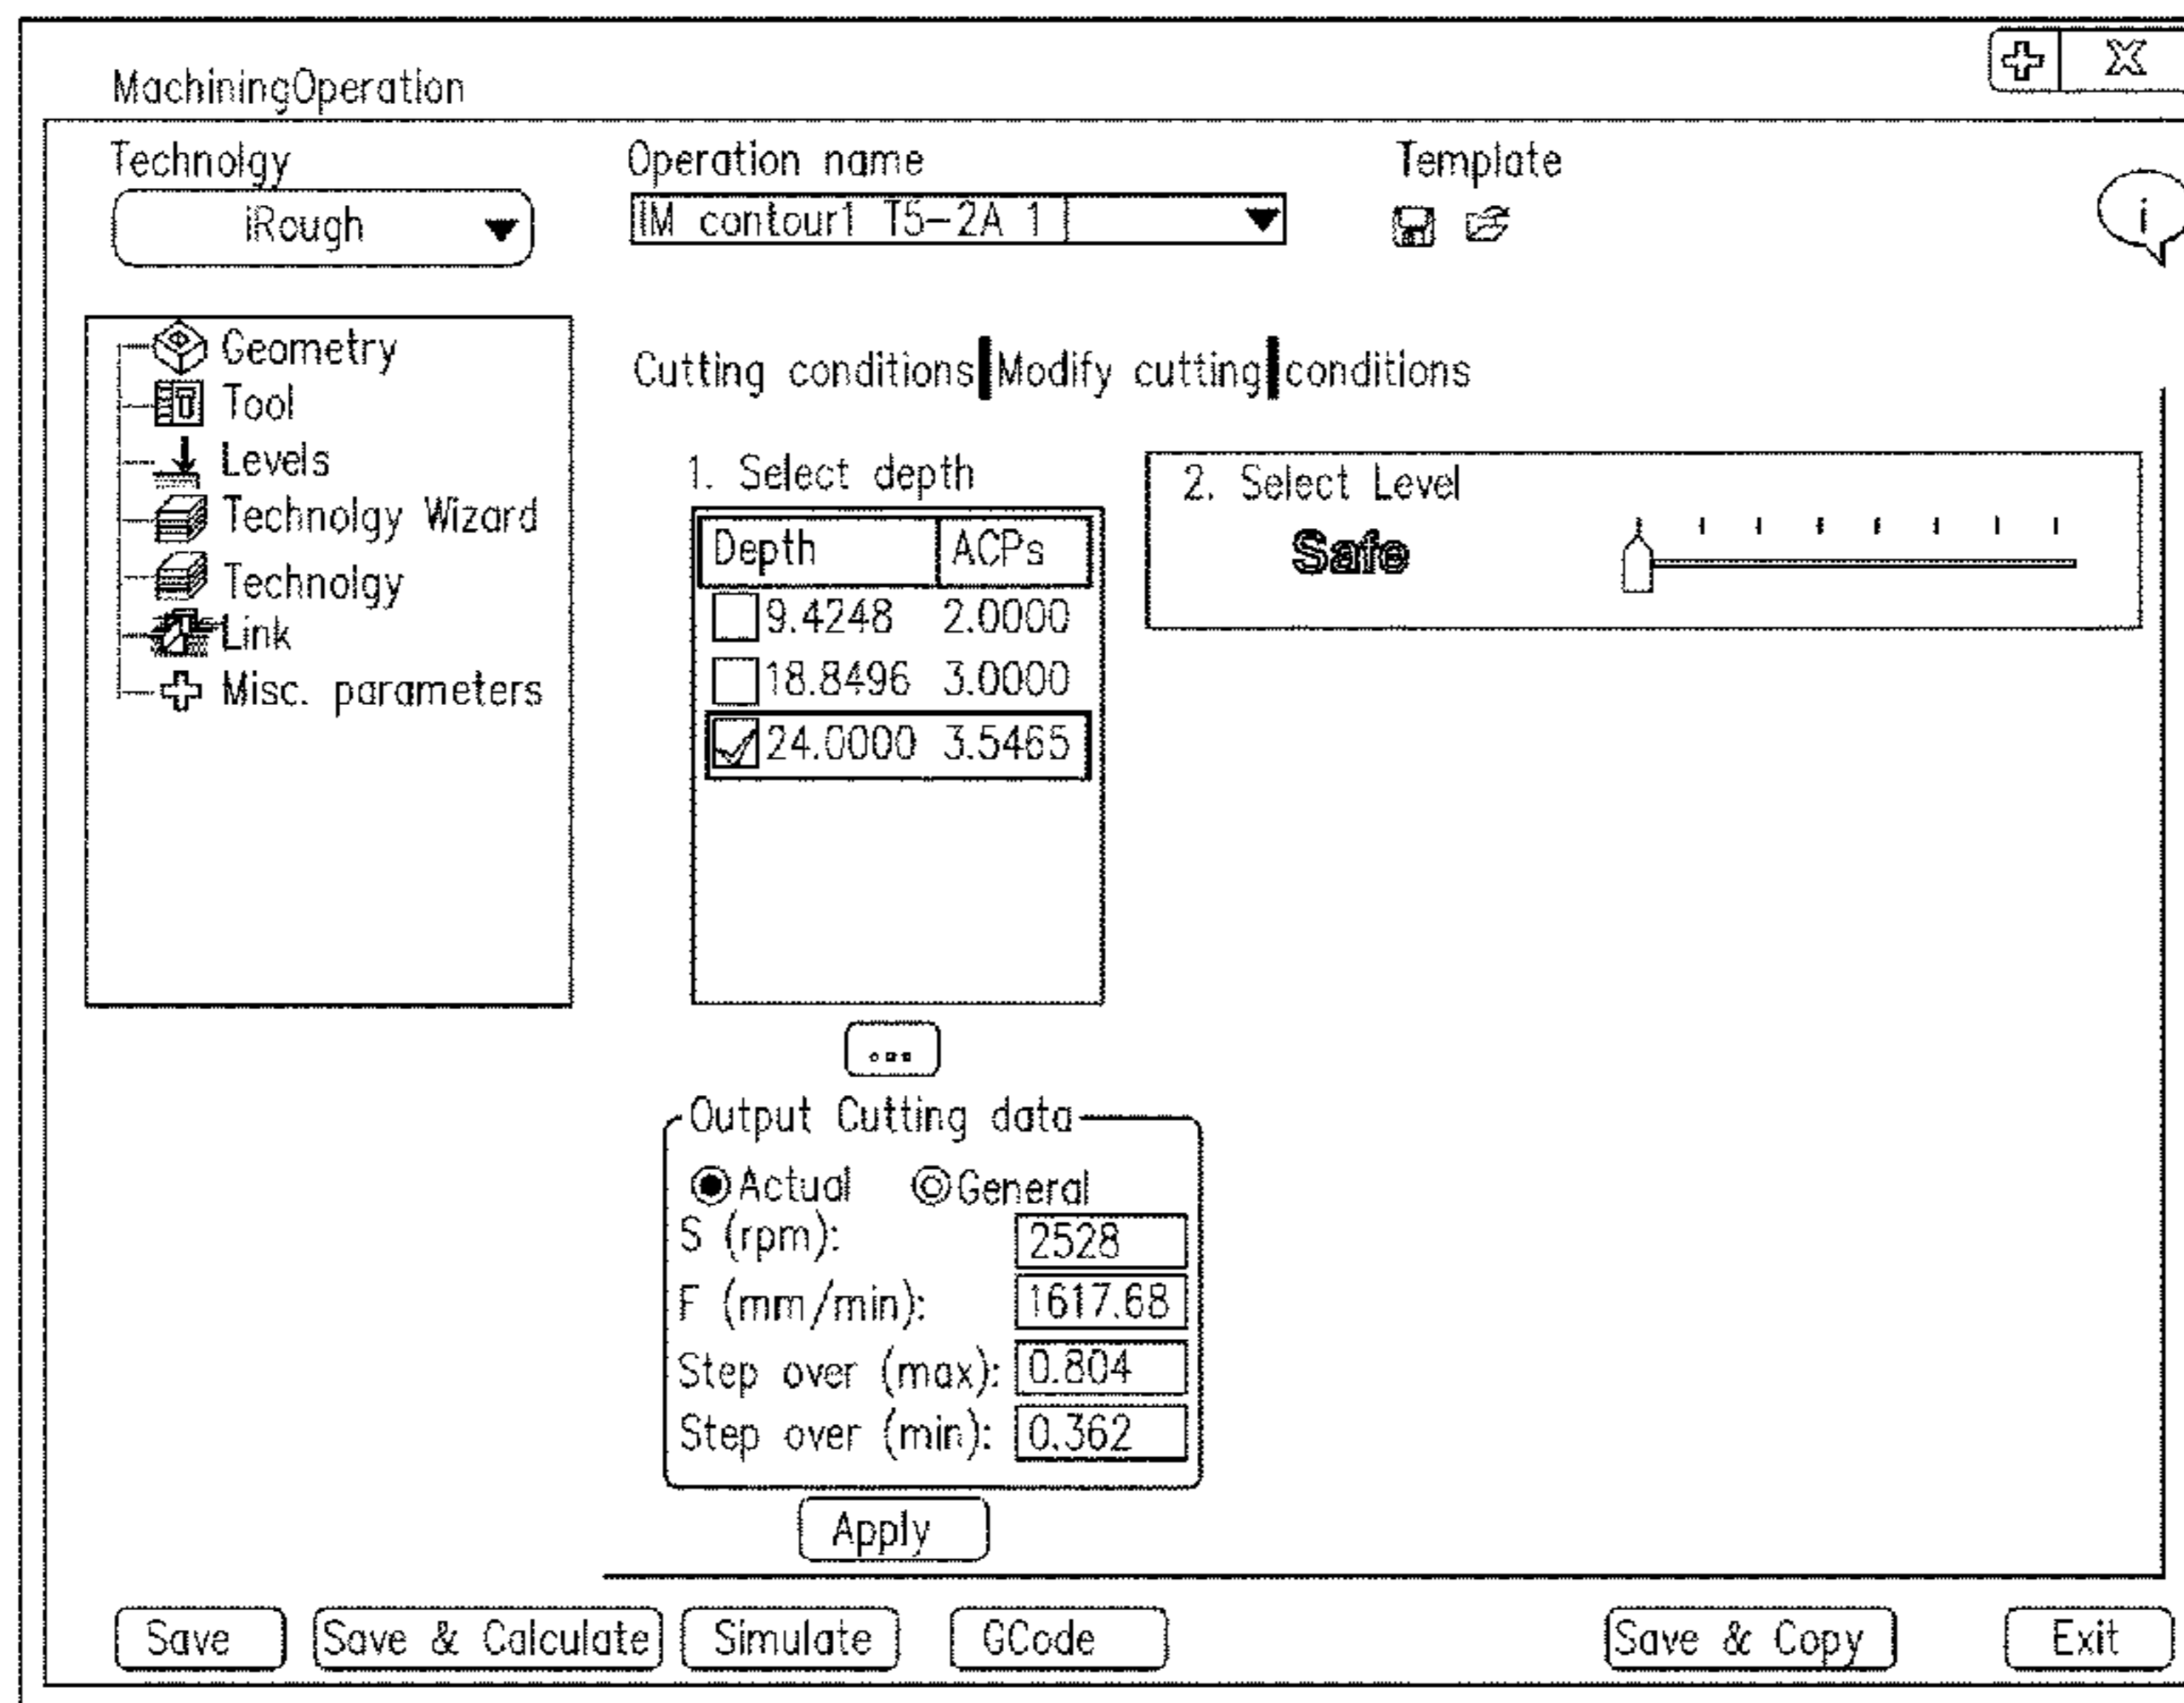 MachiningOperation
Technolgy
Operation name
Template
iRough
IM contour1 T5-2A 1
i
Geometry
Tool
Levels
Technolgy Wizard
Technolgy
Link
Misc. parameters
Cutting conditions Modify cutting conditions
1. Select depth
Depth ACPs
9.4248 2.0000
18.8496 3.0000
24.0000 3.5465
...
2. Select Level
Safe
Output Cutting data
Actual General
S (rpm): 2528
F (mm/min): 1617.68
Step over (max): 0.804
Step over (min): 0.362
Apply
Save Save & Calculate Simulate GCode Save & Copy Exit